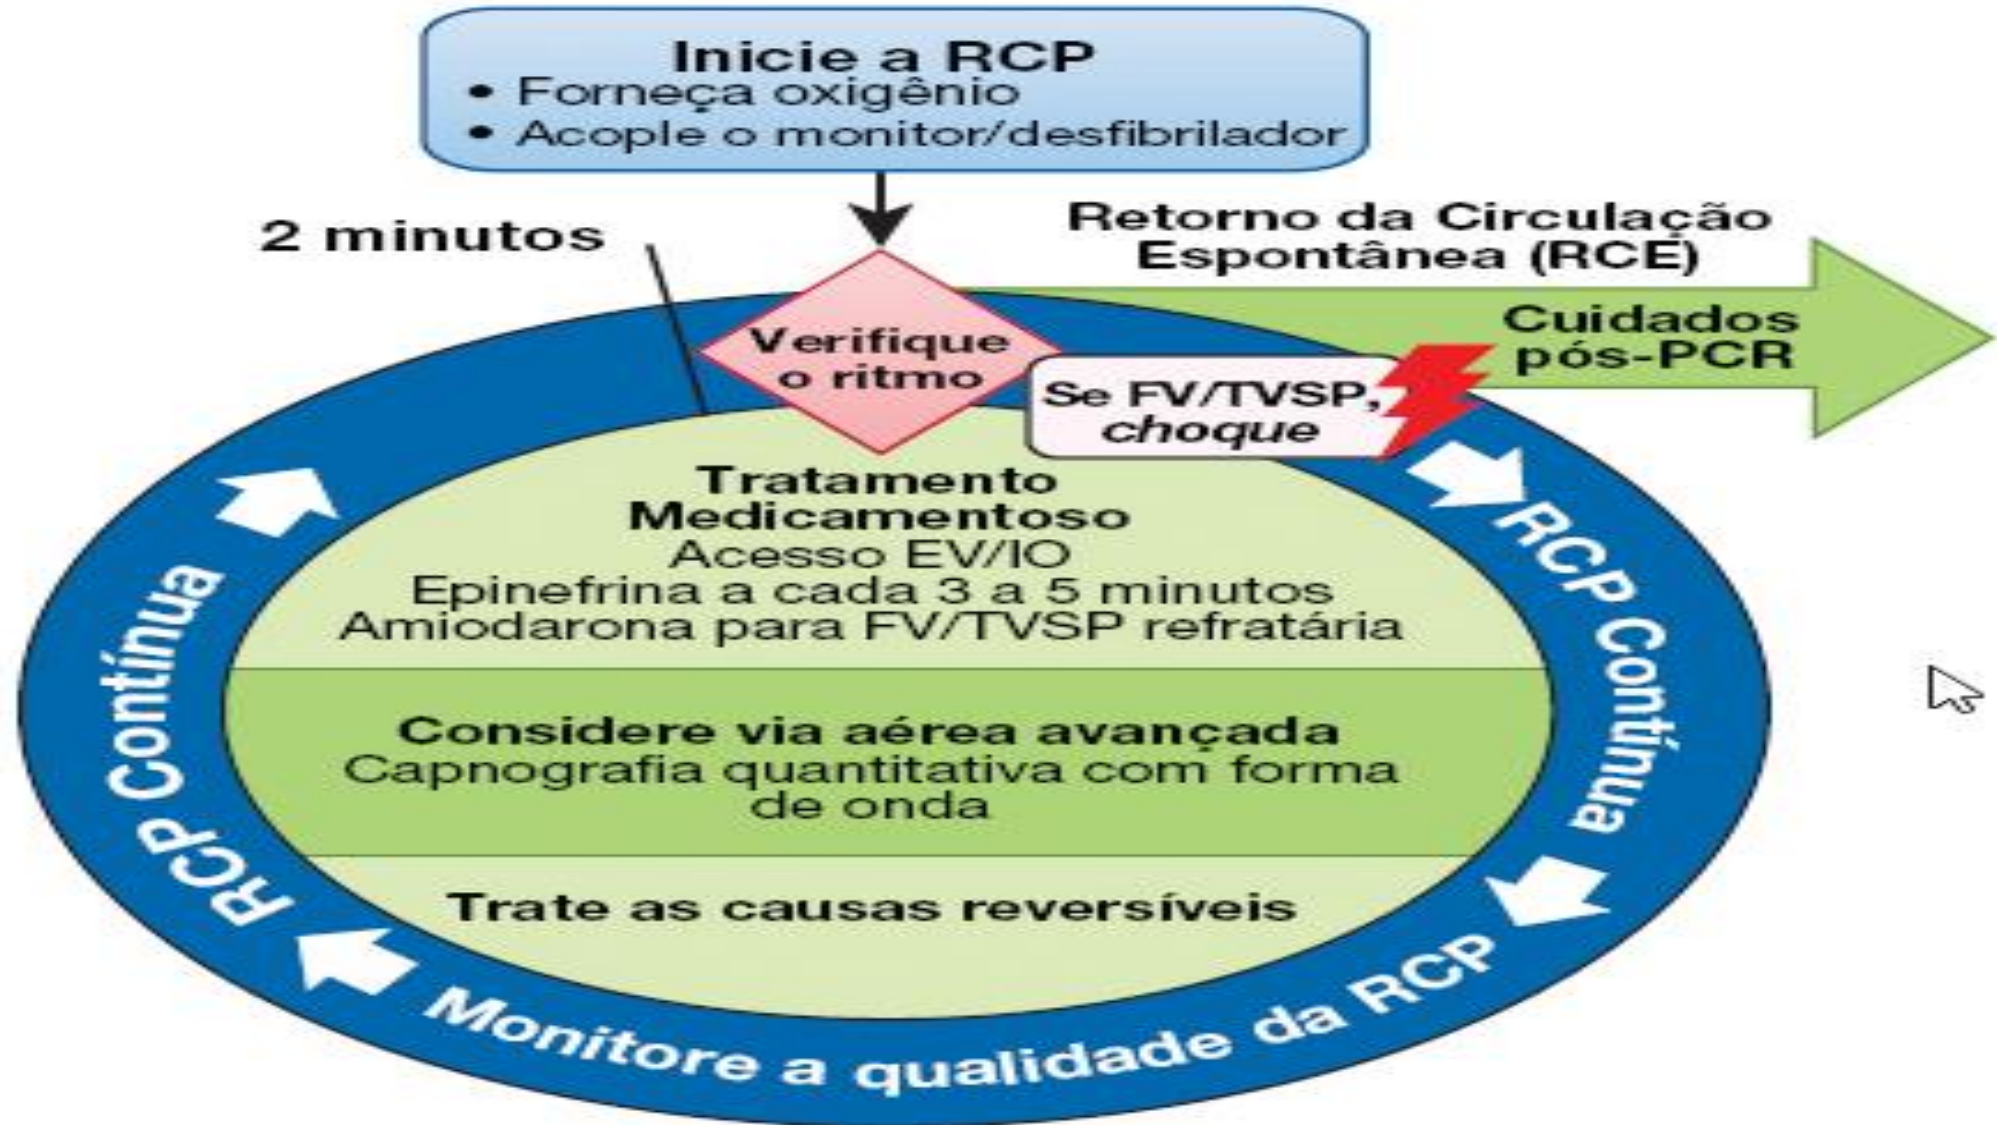 Inicie a RCP
• Forneça oxigênio
• Acople o monitor/desfibrilador
2 minutos
Retorno da Circulação
Espontânea (RCE)
Verifique
o ritmo
Cuidados
pós-PCR
Se FV/TVSP,
choque
Tratamento
Medicamentoso
Acesso EV/IO
Epinefrina a cada 3 a 5 minutos
Amiodarona para FV/TVSP refratária
Considere via aérea avançada
Capnografia quantitativa com forma
de onda
Trate as causas reversíveis
RCP Contínua
Monitore a qualidade da RCP
RCP Contínua